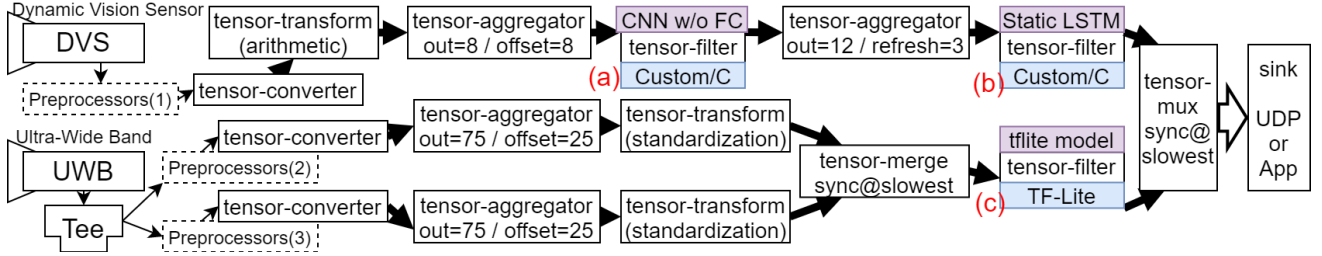 Dynamic Vision Sensor
DVS
Preprocessors(1)
tensor-converter
tensor-transform
(arithmetic)
tensor-aggregator
out=8 / offset=8
CNN w/o FC
tensor-filter
Custom/C
(a)
tensor-aggregator
out=12 / refresh=3
Static LSTM
tensor-filter
Custom/C
(b)
Ultra-Wide Band
UWB
Tee
Preprocessors(2)
tensor-converter
tensor-aggregator
out=75 / offset=25
tensor-transform
(standardization)
Preprocessors(3)
tensor-converter
tensor-aggregator
out=75 / offset=25
tensor-transform
(standardization)
tensor-merge
sync@slowest
tflite model
tensor-filter
TF-Lite
(c)
tensor-
mux
sync@
slowest
sink
UDP
or
App